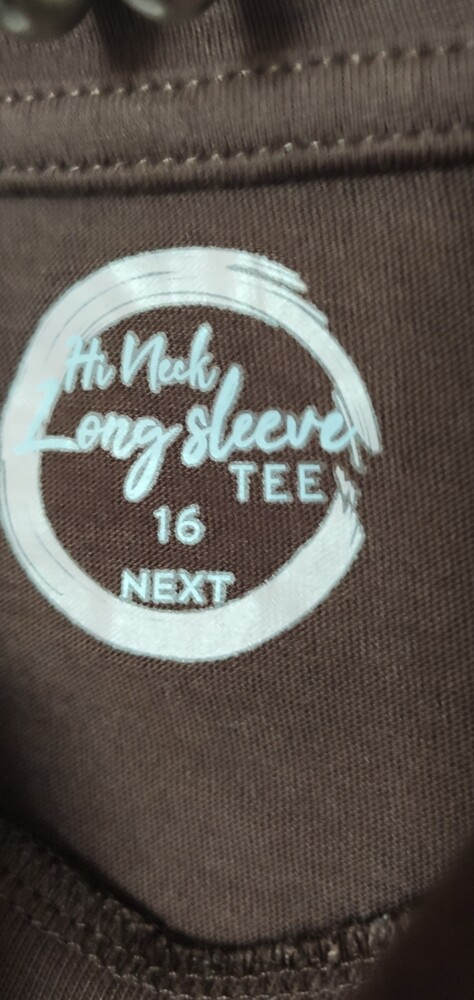 Hi Neck
Long sleeve
TEE
16
NEXT